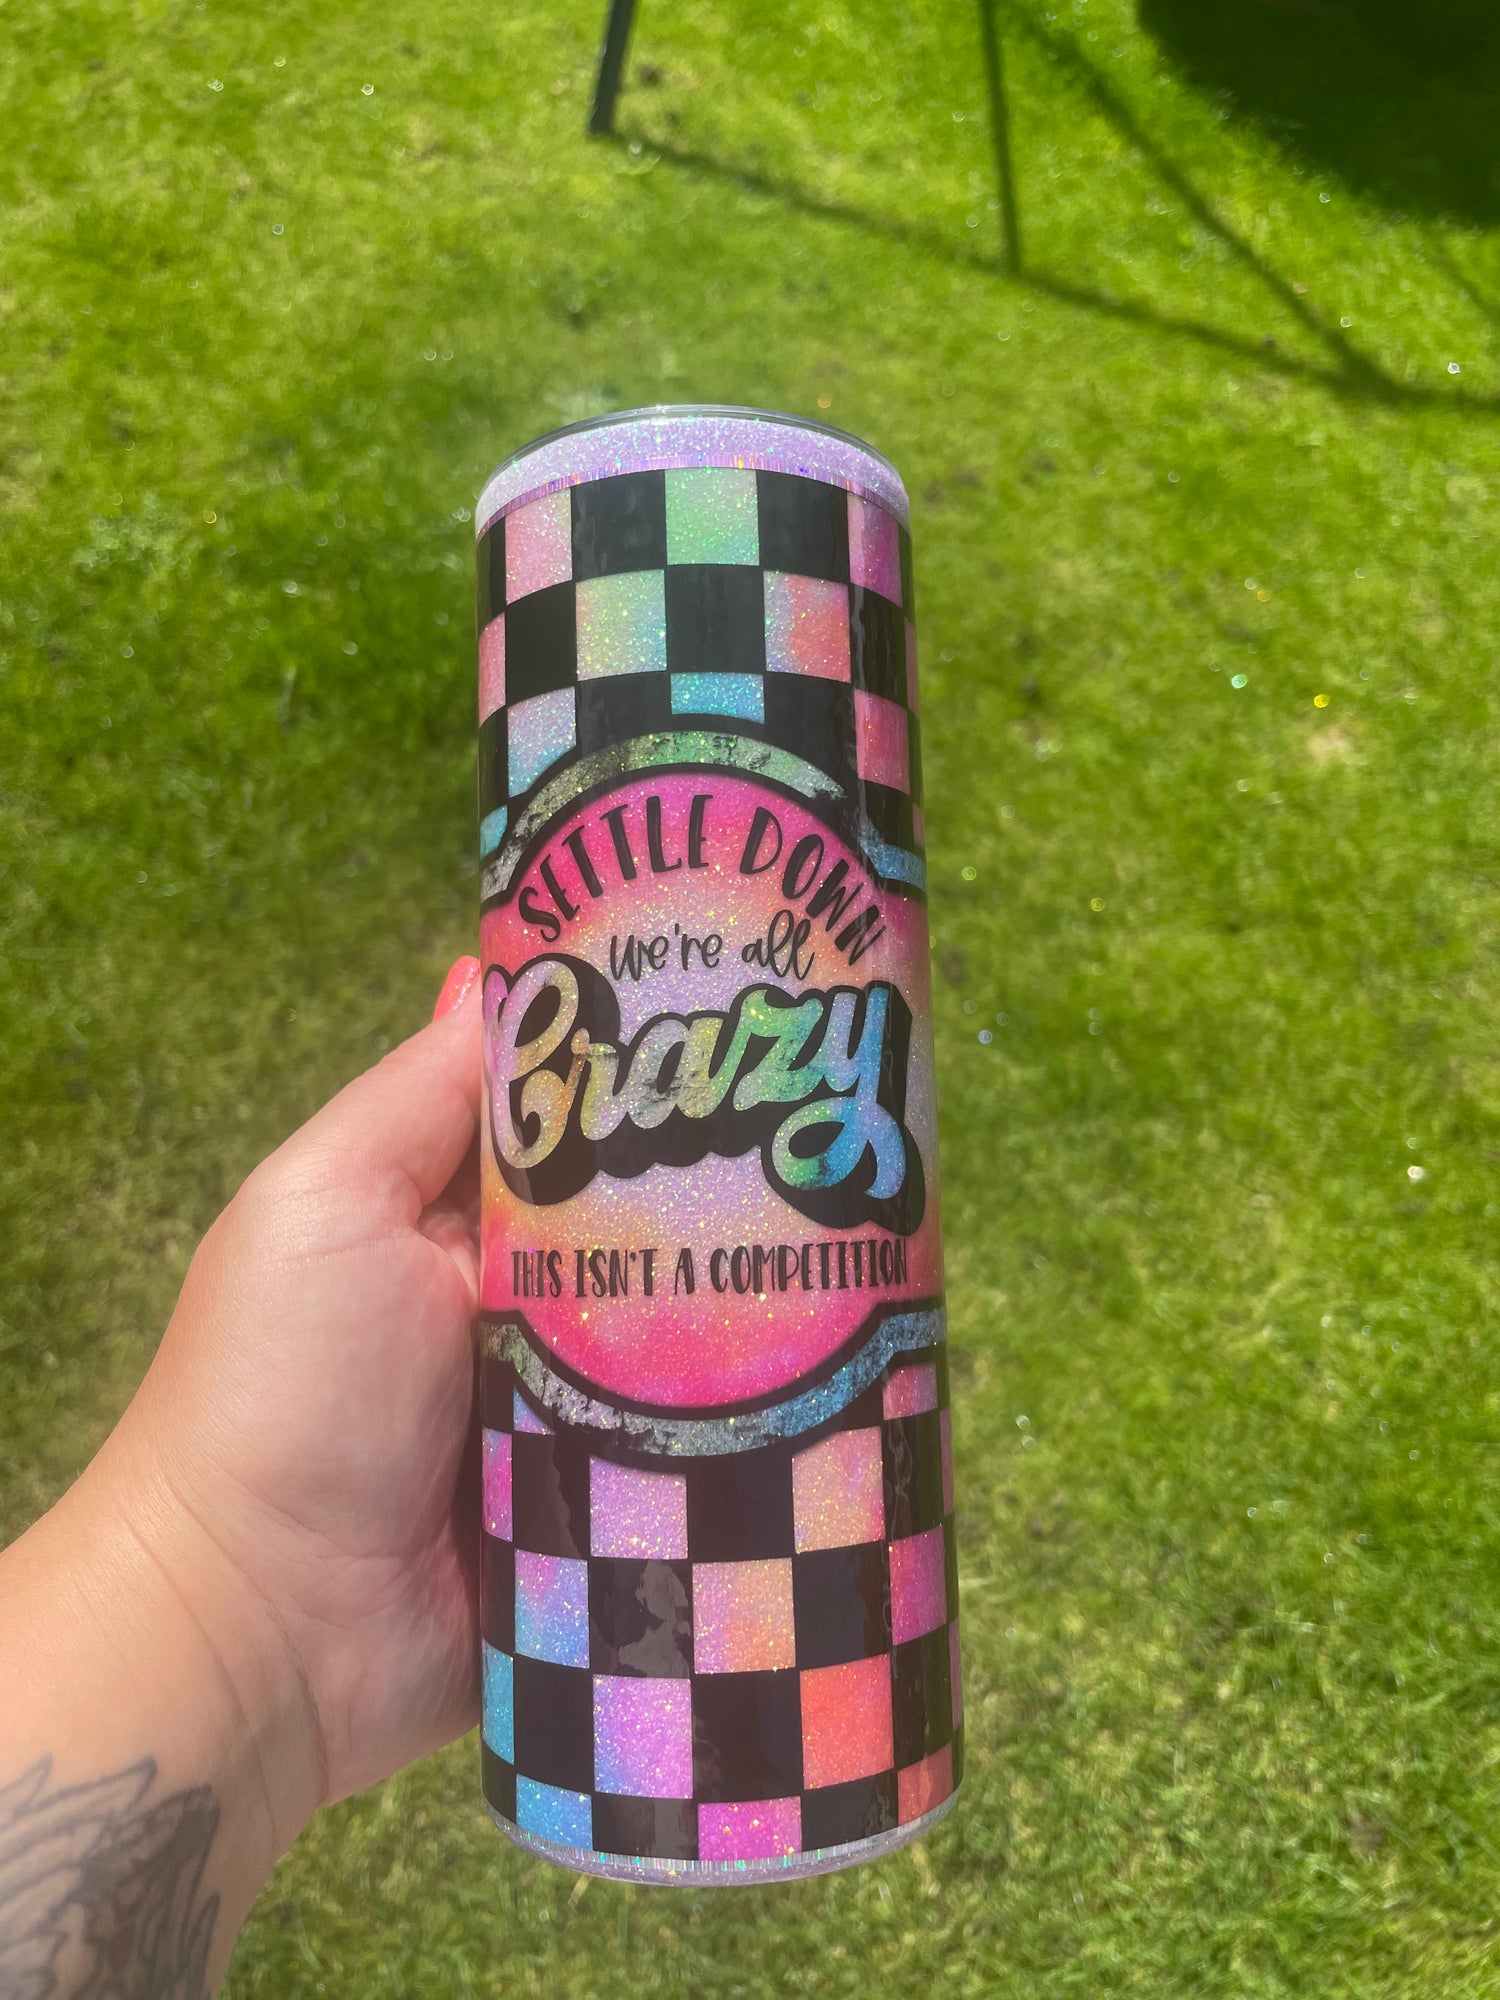 SETTLE DOWN
we're all
Crazy
THIS ISN'T A COMPETITION